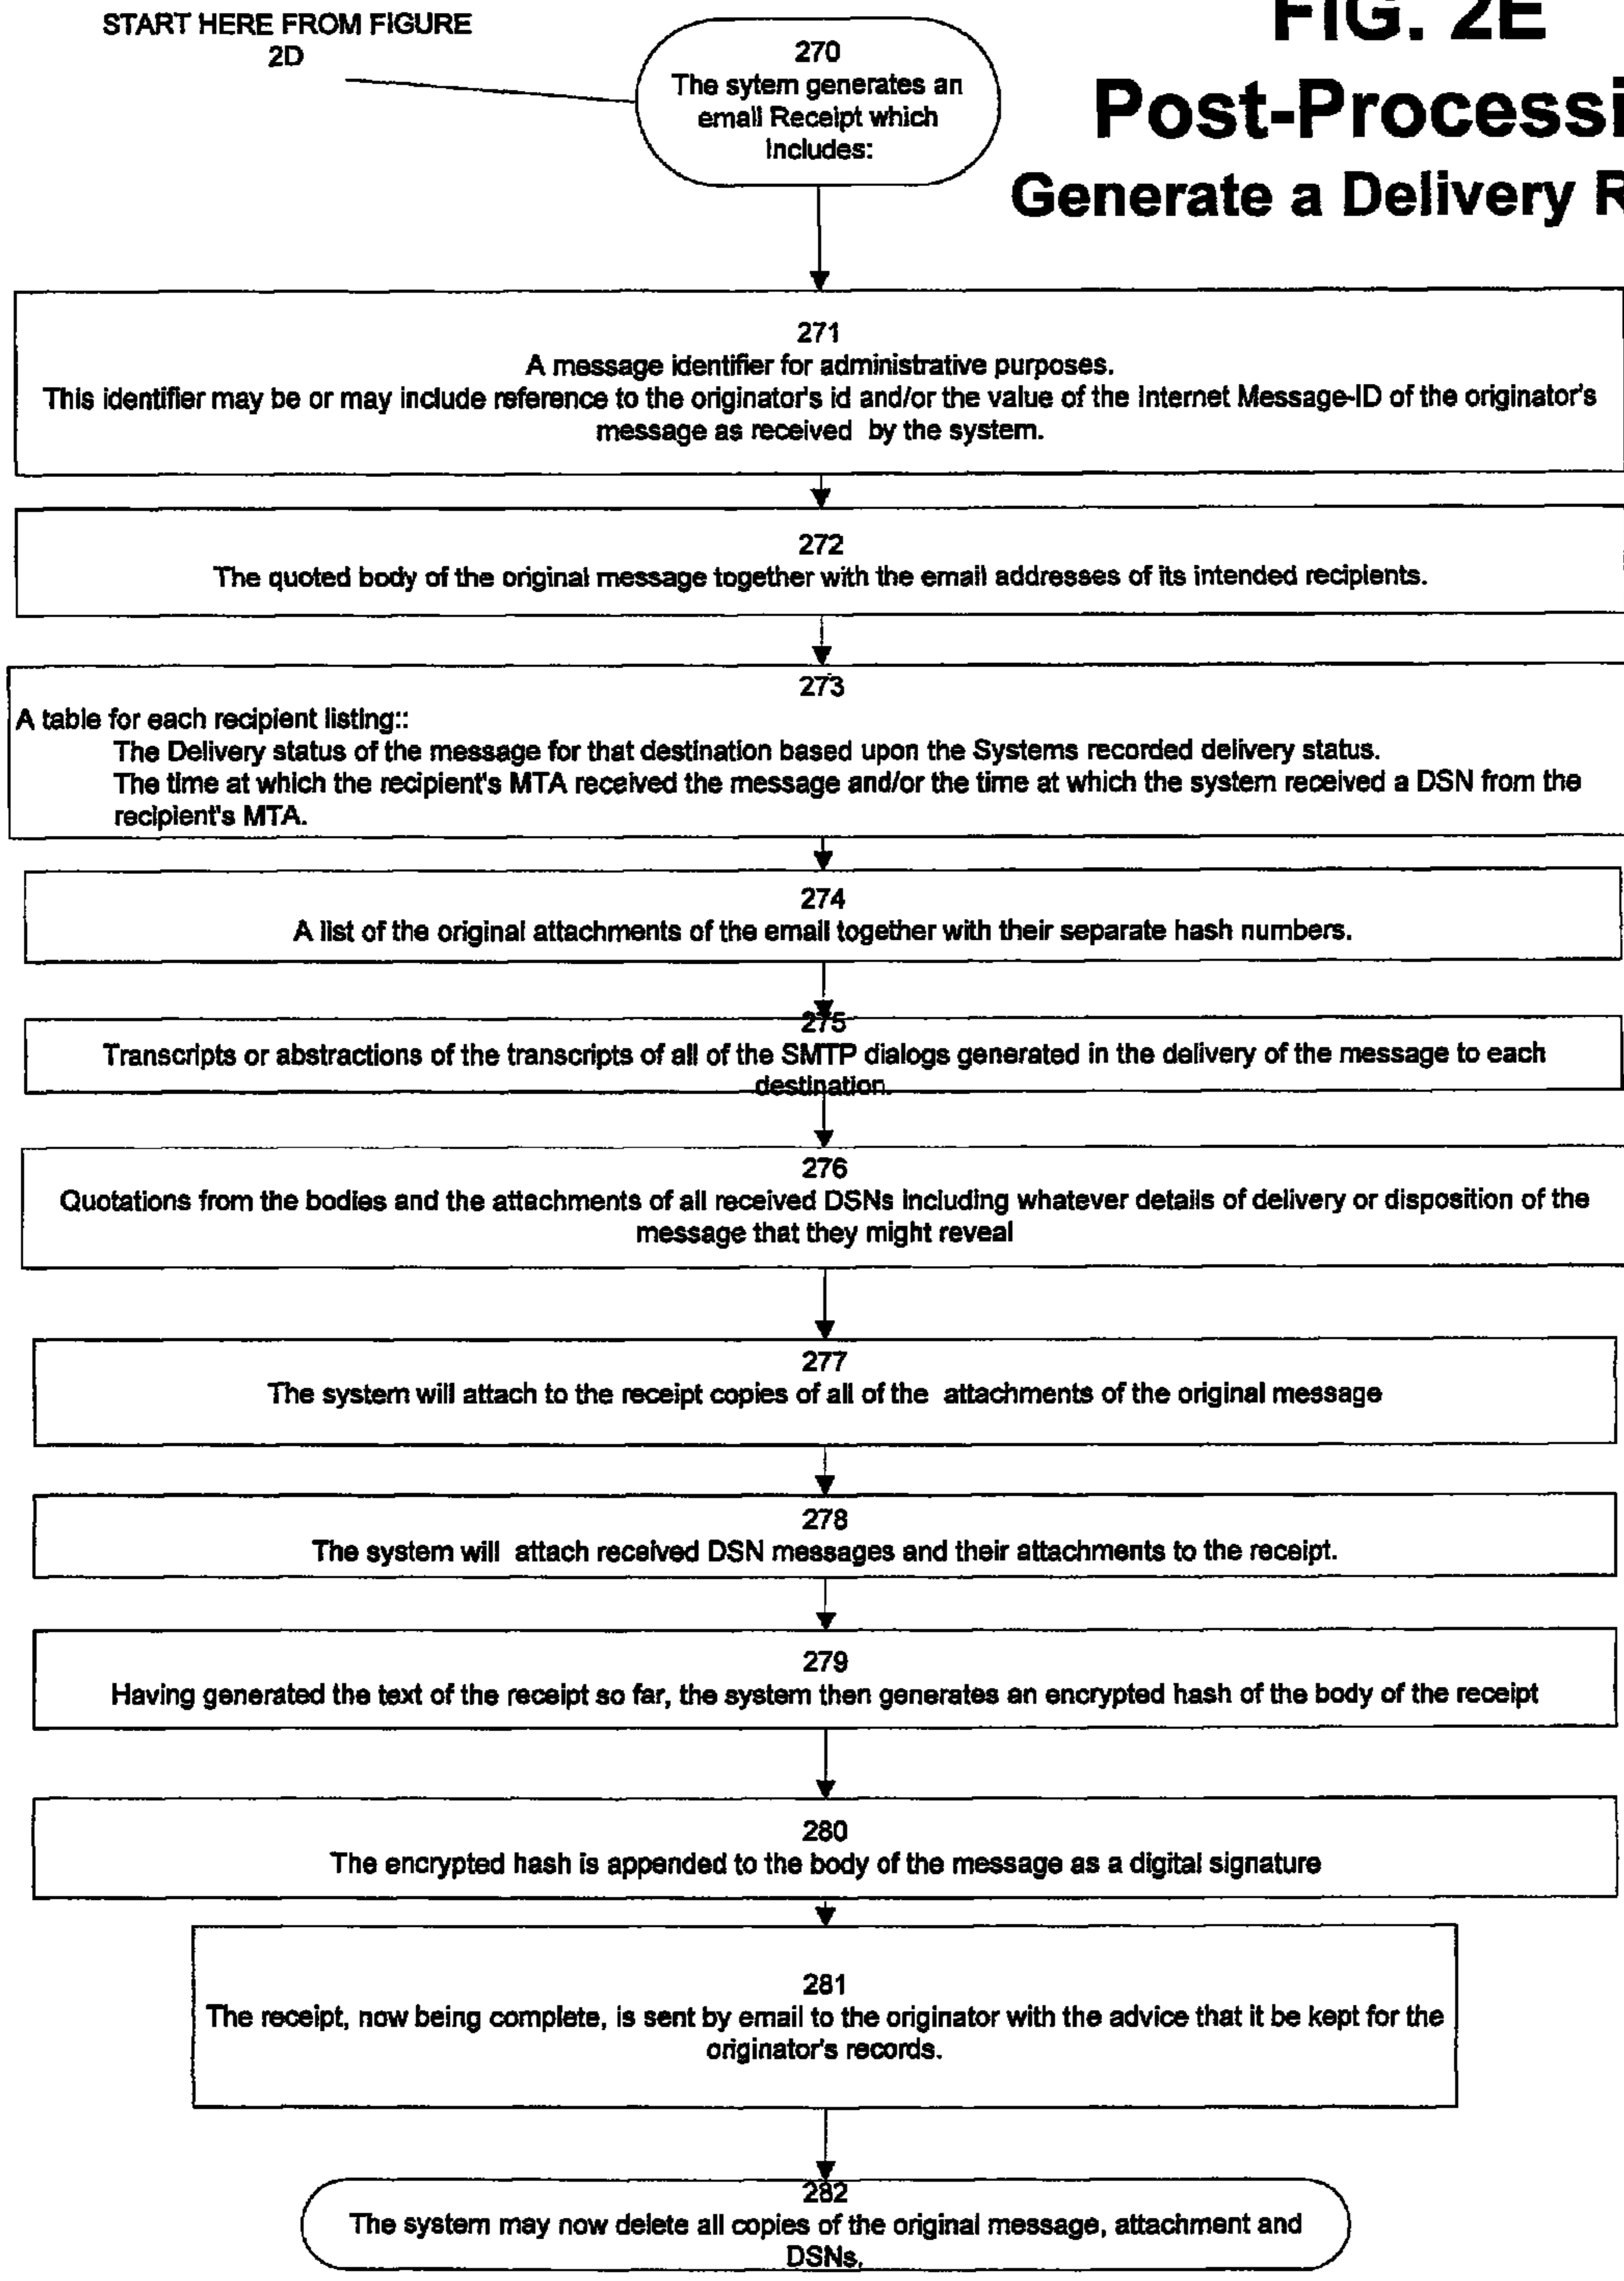 START HERE FROM FIGURE
2D
FIG. 2E
Post-Processi
Generate a Delivery R
270
The sytem generates an
email Receipt which
includes:
271
A message identifier for administrative purposes.
This identifier may be or may include reference to the originator's id and/or the value of the Internet Message-ID of the originator's
message as received by the system.
272
The quoted body of the original message together with the email addresses of its intended recipients.
273
A table for each recipient listing::
The Delivery status of the message for that destination based upon the Systems recorded delivery status.
The time at which the recipient's MTA received the message and/or the time at which the system received a DSN from the
recipient's MTA.
274
A list of the original attachments of the email together with their separate hash numbers.
275
Transcripts or abstractions of the transcripts of all of the SMTP dialogs generated in the delivery of the message to each
destination.
276
Quotations from the bodies and the attachments of all received DSNs including whatever details of delivery or disposition of the
message that they might reveal
277
The system will attach to the receipt copies of all of the attachments of the original message
278
The system will attach received DSN messages and their attachments to the receipt.
279
Having generated the text of the receipt so far, the system then generates an encrypted hash of the body of the receipt
280
The encrypted hash is appended to the body of the message as a digital signature
281
The receipt, now being complete, is sent by email to the originator with the advice that it be kept for the
originator's records.
282
The system may now delete all copies of the original message, attachment and
DSNs.